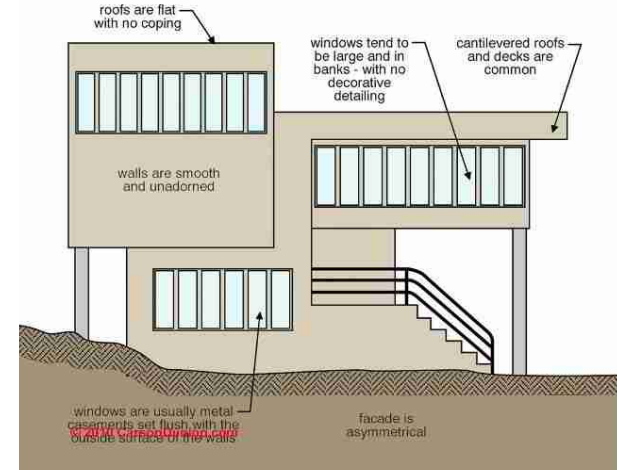 roofs are flat
with no coping
windows tend to
be large and in
banks - with no
decorative
detailing
cantilevered roofs
and decks are
common
walls are smooth
and unadorned
windows are usually metal
casements set flush with the
outside surface of the walls
facade is
asymmetrical